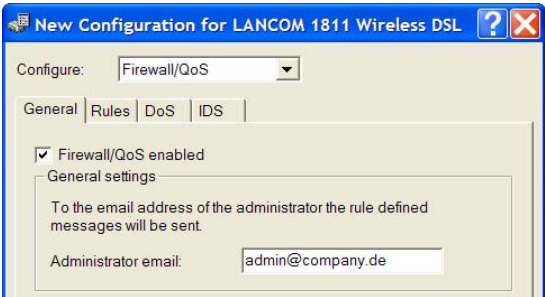 New Configuration for LANCOM 1811 Wireless DSL
Configure: Firewall/QoS
General Rules DoS IDS
Firewall/QoS enabled
General settings
To the email address of the administrator the rule defined
messages will be sent.
Administrator email: admin@company.de